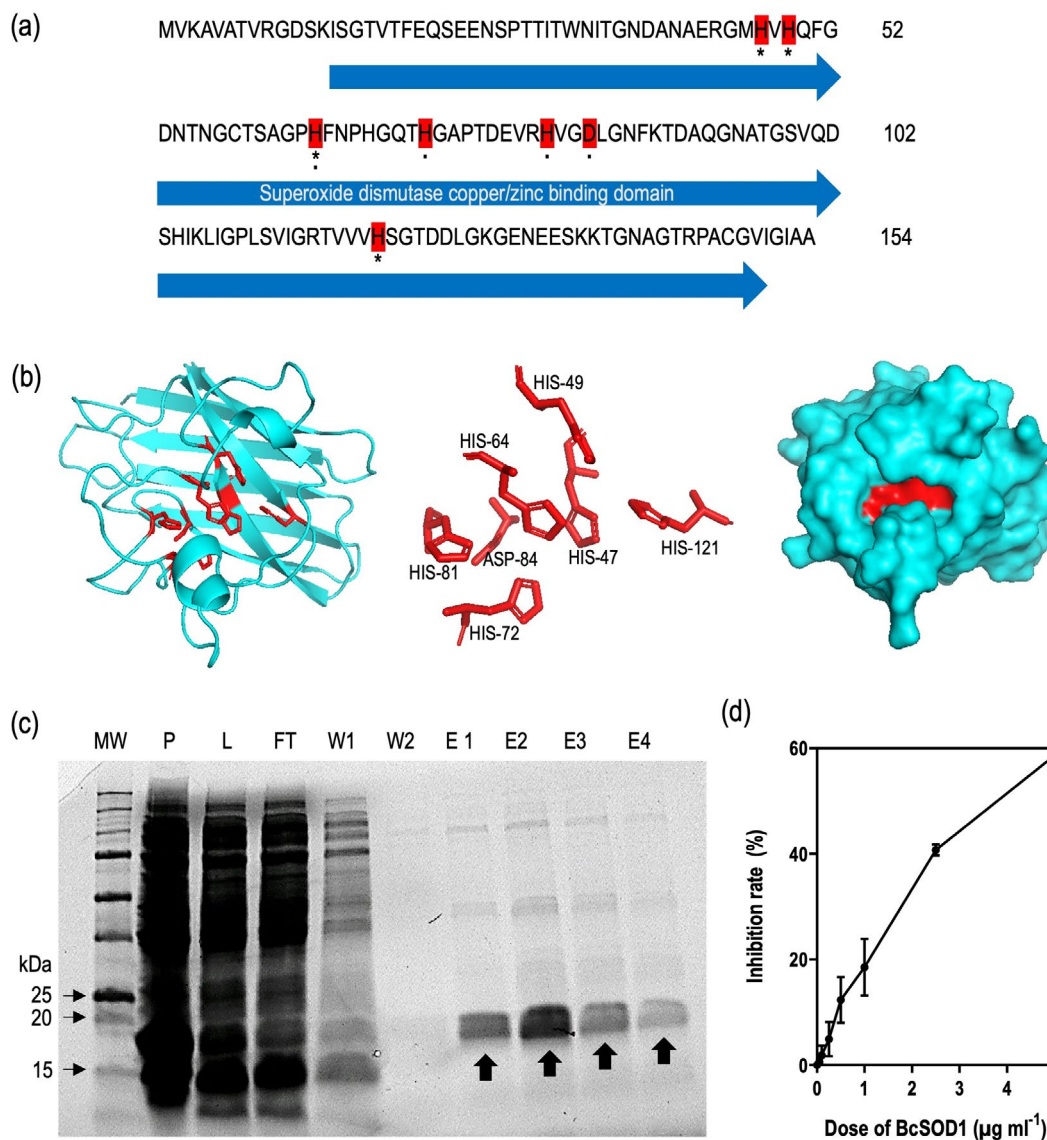 (a)
MVKAVATVRGDSKISGTVTFEQSEENSPTTITWNITGNDANAERGMHVHQFG 52
* *
DNTNGCTSAGPHFNPHGQTHGAPTDEVRHVGDLGNFKTDAQGNATGSVQD 102
* . . .
.
Superoxide dismutase copper/zinc binding domain
SHIKLIGPLSVIGRTVVVHSGTDDLGKGENEESKKTGNAGTRPACGVIGIAA 154
*
(b)
HIS-49
HIS-64
HIS-81
ASP-84
HIS-47
HIS-121
HIS-72
(c)
MW P L FT W1 W2 E 1 E2 E3 E4
kDa
25
20
15
(d)
60
40
20
0
0 1 2 3 4
Inhibition rate (%)
Dose of BcSOD1 (µg ml⁻¹)